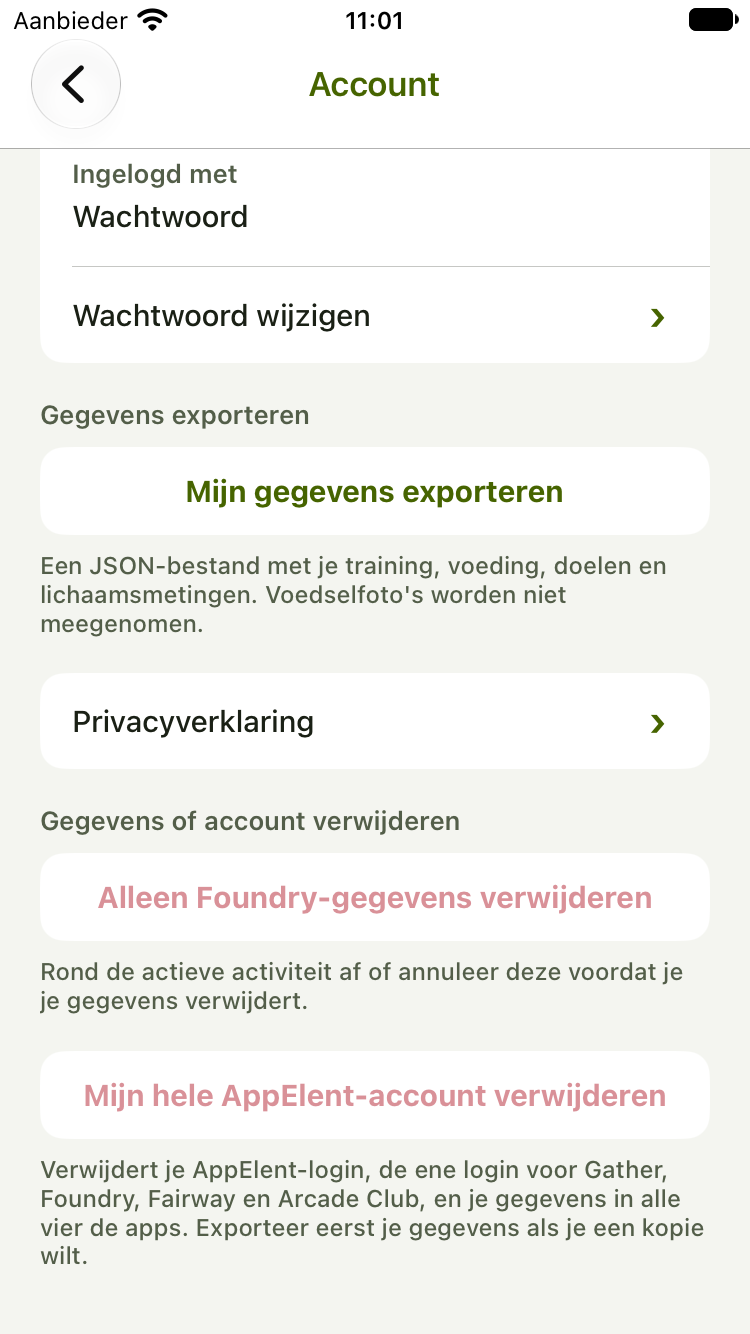 Aanbieder 11:01
Account
Ingelogd met
Wachtwoord
Wachtwoord wijzigen
Gegevens exporteren
Mijn gegevens exporteren
Een JSON-bestand met je training, voeding, doelen en
lichaamsmetingen. Voedselfoto's worden niet
meegenomen.
Privacyverklaring
Gegevens of account verwijderen
Alleen Foundry-gegevens verwijderen
Rond de actieve activiteit af of annuleer deze voordat je
je gegevens verwijdert.
Mijn hele AppElent-account verwijderen
Verwijdert je AppElent-login, de ene login voor Gather,
Foundry, Fairway en Arcade Club, en je gegevens in alle
vier de apps. Exporteer eerst je gegevens als je een kopie
wilt.